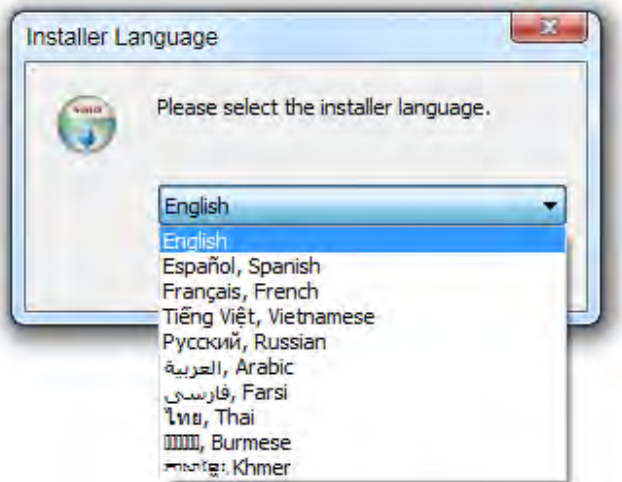 Installer Language
Please select the installer language.
English
English
Español, Spanish
Français, French
Tiếng Việt, Vietnamese
Русский, Russian
العربية, Arabic
فارسی, Farsi
ไทย, Thai
Burmese
Khmer